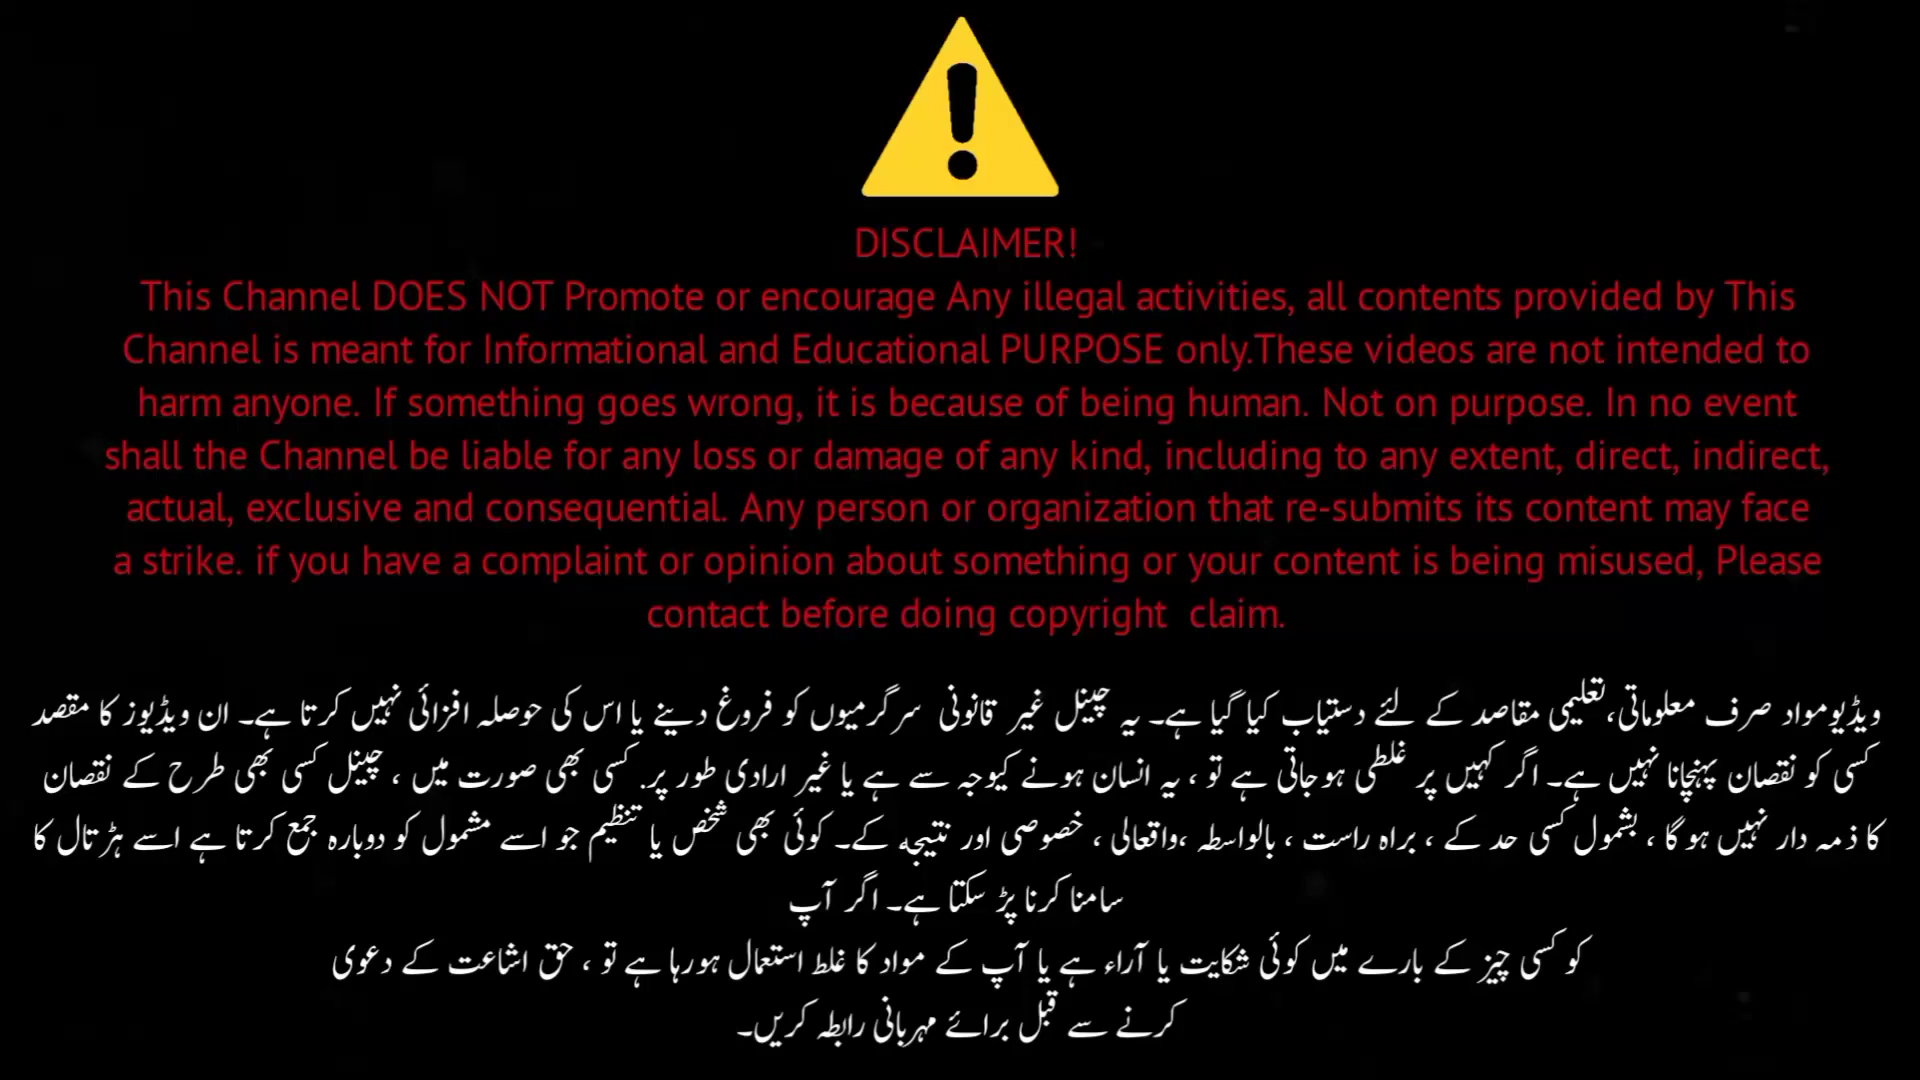 DISCLAIMER!
This Channel DOES NOT Promote or encourage Any illegal activities, all contents provided by This
Channel is meant for Informational and Educational PURPOSE only.These videos are not intended to
harm anyone. If something goes wrong, it is because of being human. Not on purpose. In no event
shall the Channel be liable for any loss or damage of any kind, including to any extent, direct, indirect,
actual, exclusive and consequential. Any person or organization that re-submits its content may face
a strike. if you have a complaint or opinion about something or your content is being misused, Please
contact before doing copyright  claim.
ویڈیومواد صرف معلوماتی،تعلیمی مقاصد کے لئے دستیاب کیا گیا ہے۔ یہ چینل غیر قانونی سرگرمیوں کو فروغ دینے یا اس کی حوصلہ افزائی نہیں کرتا ہے۔ ان ویڈیوز کا مقصد
کسی کو نقصان پہنچانا نہیں ہے۔ اگر کہیں پر غلطی ہوجاتی ہے تو ، یہ انسان ہونے کیوجہ سے ہے یا غیر ارادی طور پر. کسی بھی صورت میں ، چینل کسی بھی طرح کے نقصان
کا ذمہ دار نہیں ہوگا ، بشمول کسی حد کے ، براہ راست ، بالواسطہ ،واقعالی ، خصوصی اور نتیجہ کے۔ کوئی بھی شخص یا تنظیم جو اسے مشمول کو دوبارہ جمع کرتا ہے اسے ہڑتال کا
سامنا کرنا پڑ سکتا ہے۔ اگر آپ
کو کسی چیز کے بارے میں کوئی شکایت یا آراء ہے یا آپ کے مواد کا غلط استعمال ہورہا ہے تو ، حق اشاعت کے دعوی
کرنے سے قبل برائے مہربانی رابطہ کریں۔